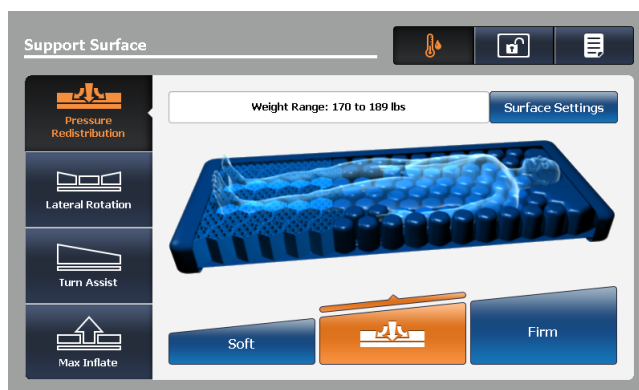 Support Surface
Pressure
Redistribution
Weight Range: 170 to 189 lbs
Surface Settings
Lateral Rotation
Turn Assist
Max Inflate
Soft
Firm